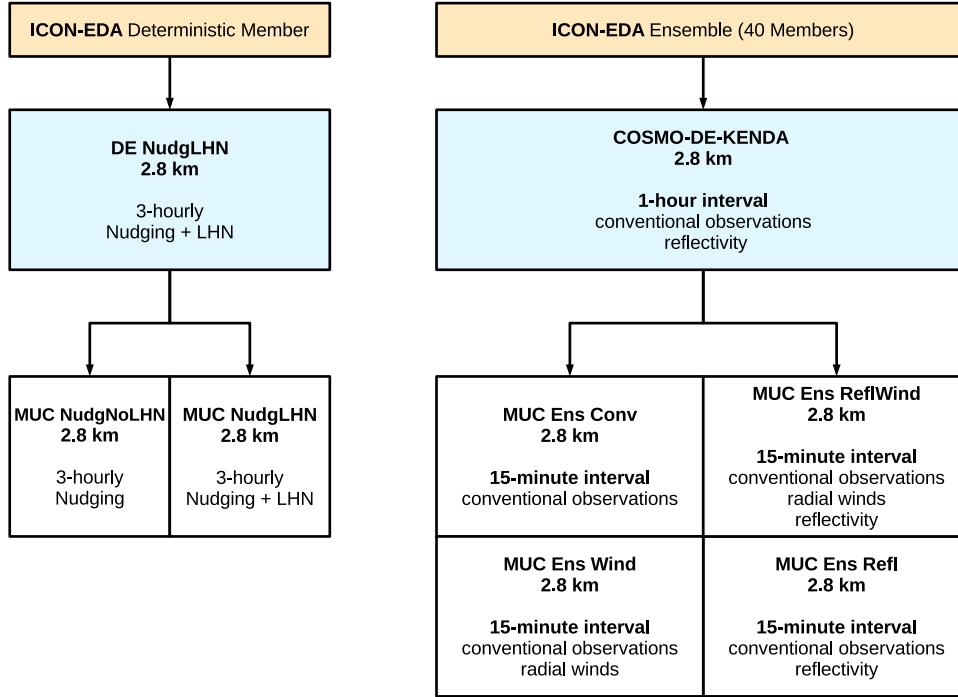 ICON-EDA Deterministic Member
DE NudgLHN
2.8 km
3-hourly
Nudging + LHN
MUC NudgNoLHN
2.8 km
3-hourly
Nudging
MUC NudgLHN
2.8 km
3-hourly
Nudging + LHN
ICON-EDA Ensemble (40 Members)
COSMO-DE-KENDA
2.8 km
1-hour interval
conventional observations
reflectivity
MUC Ens Conv
2.8 km
15-minute interval
conventional observations
MUC Ens ReflWind
2.8 km
15-minute interval
conventional observations
radial winds
reflectivity
MUC Ens Wind
2.8 km
15-minute interval
conventional observations
radial winds
MUC Ens Refl
2.8 km
15-minute interval
conventional observations
reflectivity